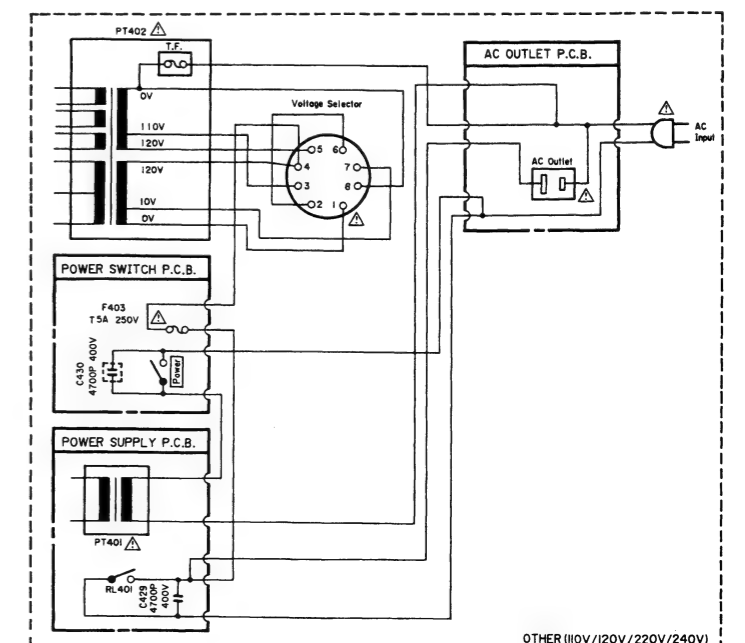 PT402
T.F.
0V
110V
120V
120V
10V
0V
Voltage Selector
5
6
4
7
3
8
2
1
AC OUTLET P.C.B.
AC Outlet
AC
Input
POWER SWITCH P.C.B.
F403
T5A 250V
C430
4700P 400V
Power
POWER SUPPLY P.C.B.
PT401
RL401
C429
4700P
400V
OTHER (110V/120V/220V/240V)